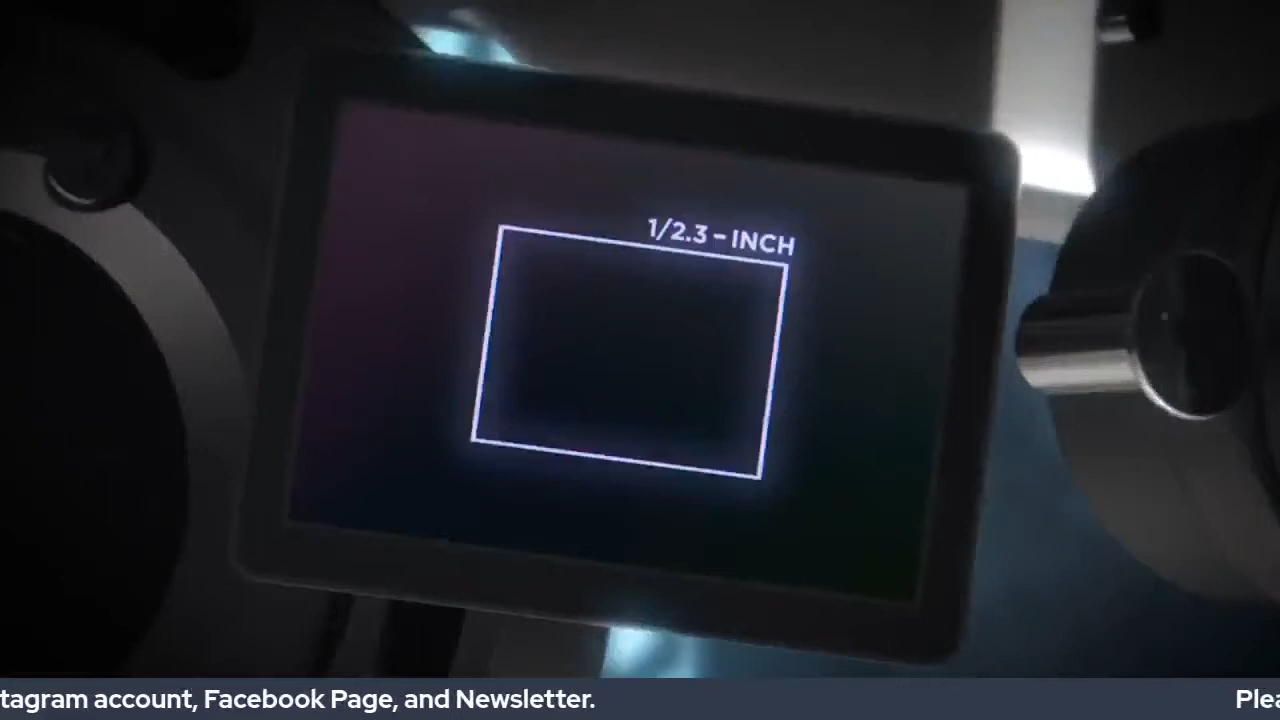 1/2.3 - INCH
tagram account, Facebook Page, and Newsletter.
Plea